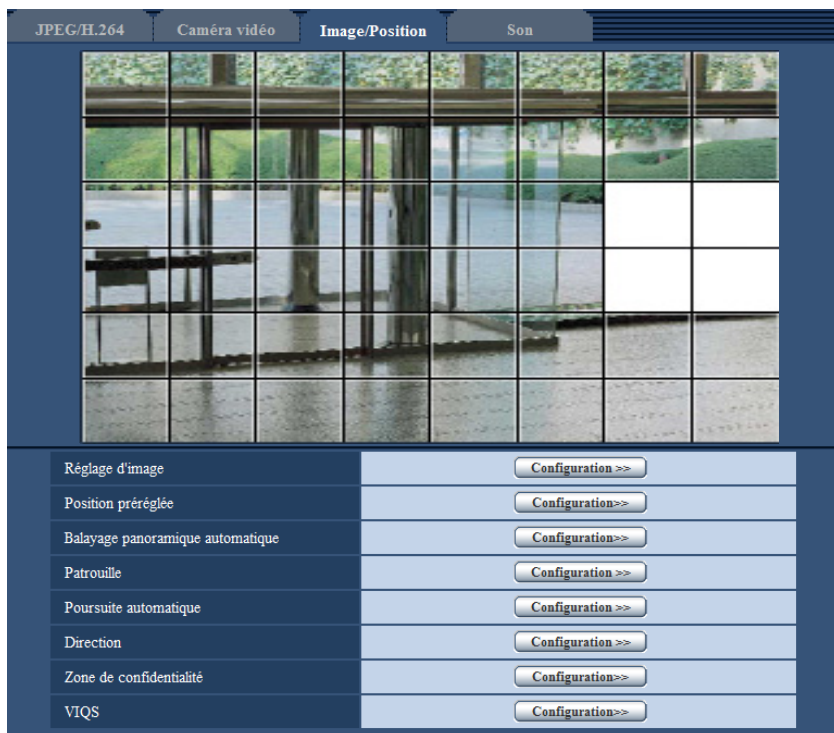 JPEG/H.264 Caméra vidéo Image/Position Son
Réglage d'image Configuration >>
Position préréglée Configuration>>
Balayage panoramique automatique Configuration>>
Patrouille Configuration >>
Poursuite automatique Configuration >>
Direction Configuration >>
Zone de confidentialité Configuration>>
VIQS Configuration>>